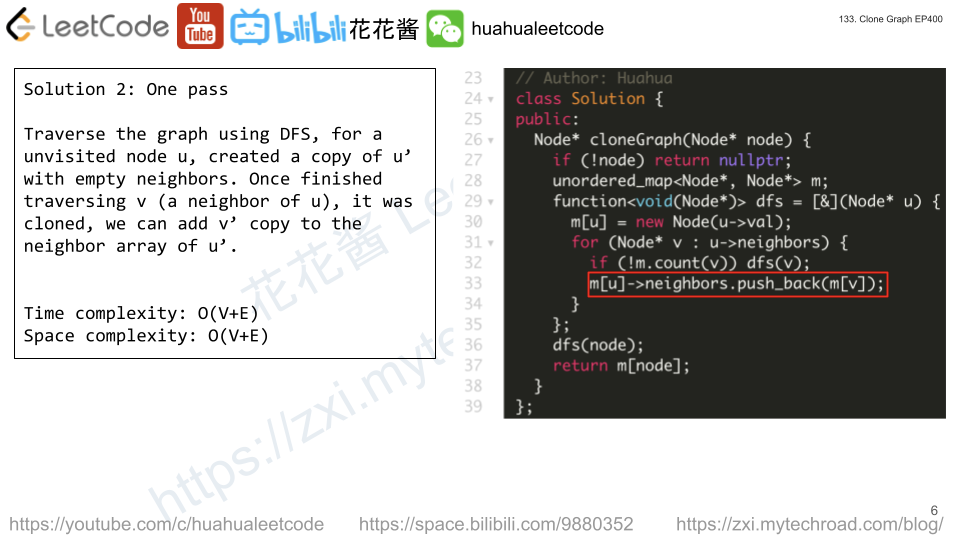 LeetCode YouTube bilibili 花花酱 huahualeetcode
133. Clone Graph EP400
Solution 2: One pass
Traverse the graph using DFS, for a
unvisited node u, created a copy of u’
with empty neighbors. Once finished
traversing v (a neighbor of u), it was
cloned, we can add v’ copy to the
neighbor array of u’.
Time complexity: O(V+E)
Space complexity: O(V+E)
23 // Author: Huahua
24 class Solution {
25 public:
26 Node* cloneGraph(Node* node) {
27 if (!node) return nullptr;
28 unordered_map<Node*, Node*> m;
29 function<void(Node*)> dfs = [&](Node* u) {
30 m[u] = new Node(u->val);
31 for (Node* v : u->neighbors) {
32 if (!m.count(v)) dfs(v);
33 m[u]->neighbors.push_back(m[v]);
34 }
35 };
36 dfs(node);
37 return m[node];
38 }
39 };
花花酱 Lee
https://zxi.myte
6
https://youtube.com/c/huahualeetcode https://space.bilibili.com/9880352 https://zxi.mytechroad.com/blog/